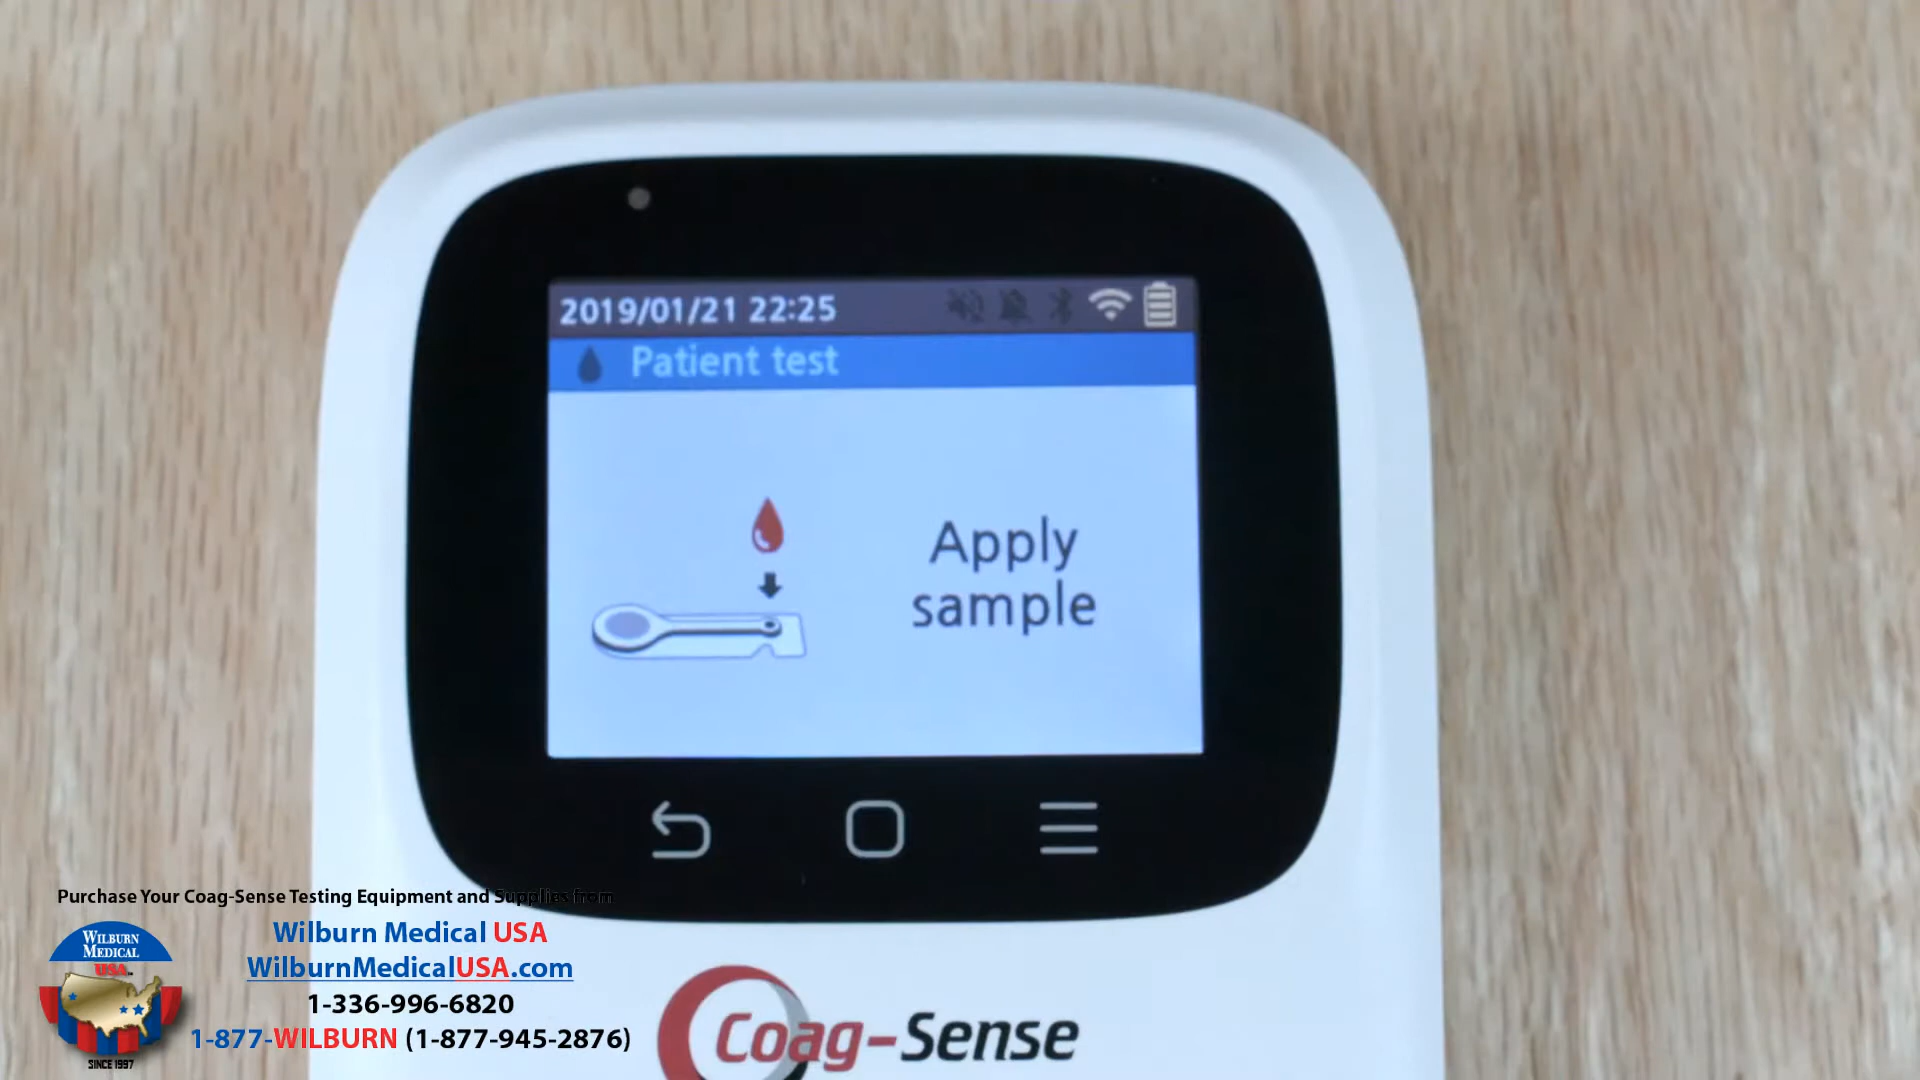 2019/01/21 22:25
Patient test
Apply
sample
Purchase Your Coag-Sense Testing Equipment and Supplies from
Wilburn Medical USA
WilburnMedicalUSA.com
1-336-996-6820
1-877-WILBURN (1-877-945-2876)
WILBURN
MEDICAL
USA
SINCE 1997
Coag-Sense